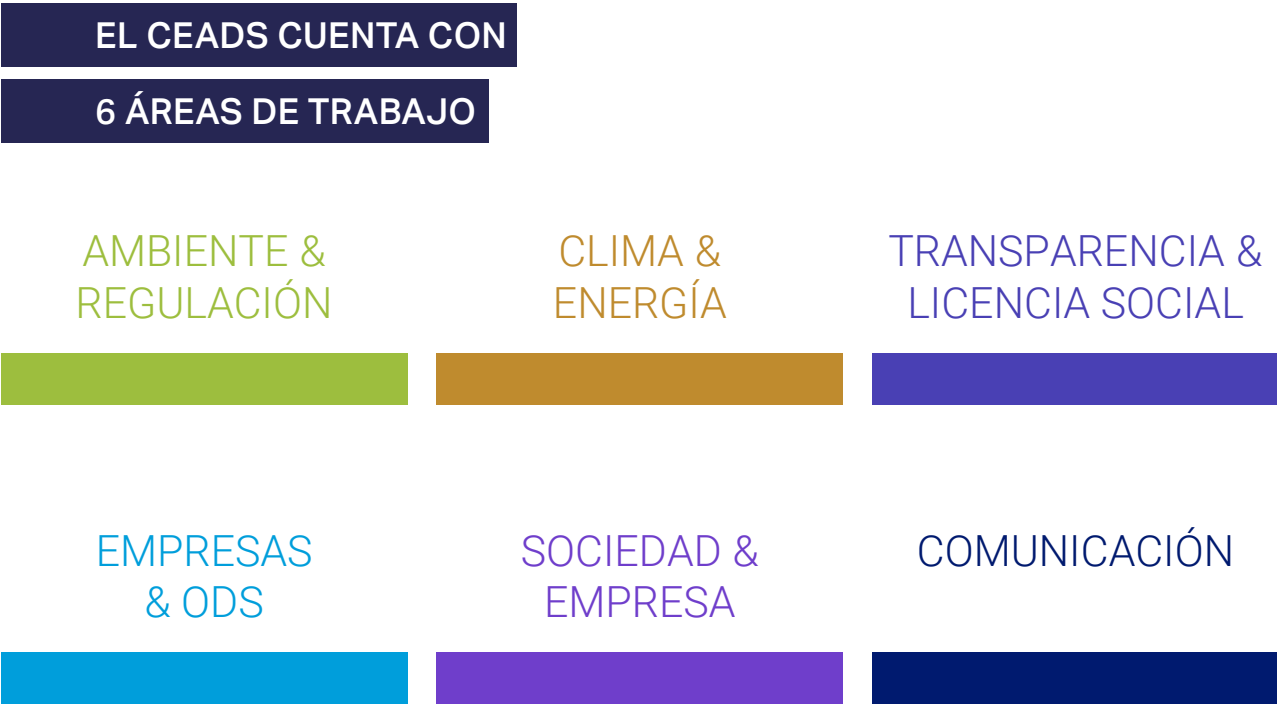 EL CEADS CUENTA CON
6 ÁREAS DE TRABAJO
AMBIENTE &
REGULACIÓN
CLIMA &
ENERGÍA
TRANSPARENCIA &
LICENCIA SOCIAL
EMPRESAS
& ODS
SOCIEDAD &
EMPRESA
COMUNICACIÓN